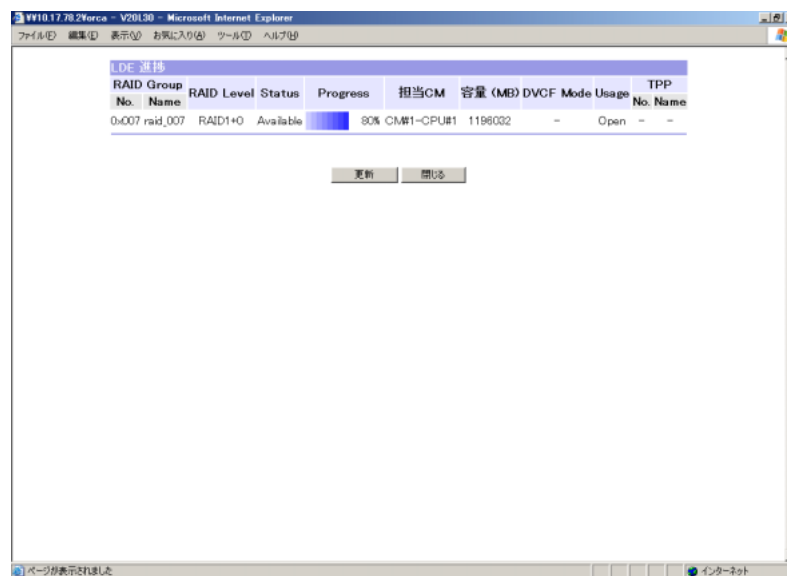 ¥¥10.17.78.2¥orca - V20L30 - Microsoft Internet Explorer
ファイル(F) 編集(E) 表示(V) お気に入り(A) ツール(T) ヘルプ(H)
LDE 進捗
RAID Group RAID Level Status Progress 担当CM 容量 (MB) DVCF Mode Usage TPP
No. Name No. Name
0x007 raid_007 RAID1+0 Available 80% CM#1-CPU#1 1196032 - Open - -
更新 閉じる
ページが表示されました インターネット